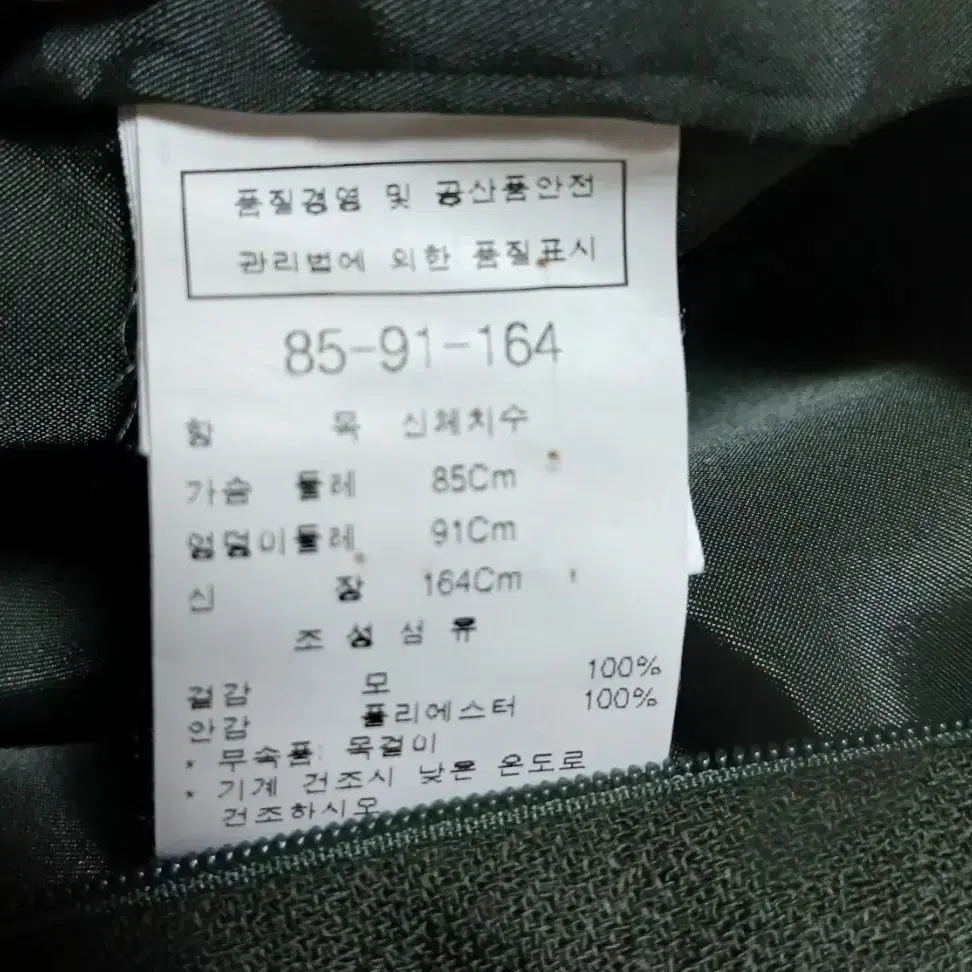 품질경영 및 공산품안전
관리법에 의한 품질표시
85-91-164
항 목 신체치수
가슴 둘레 85Cm
엉덩이둘레 91Cm
신 장 164Cm
조 성 섬 유
겉감 모 100%
안감 폴리에스터 100%
* 부속품: 목걸이
* 기계 건조시 낮은 온도로
건조하시오